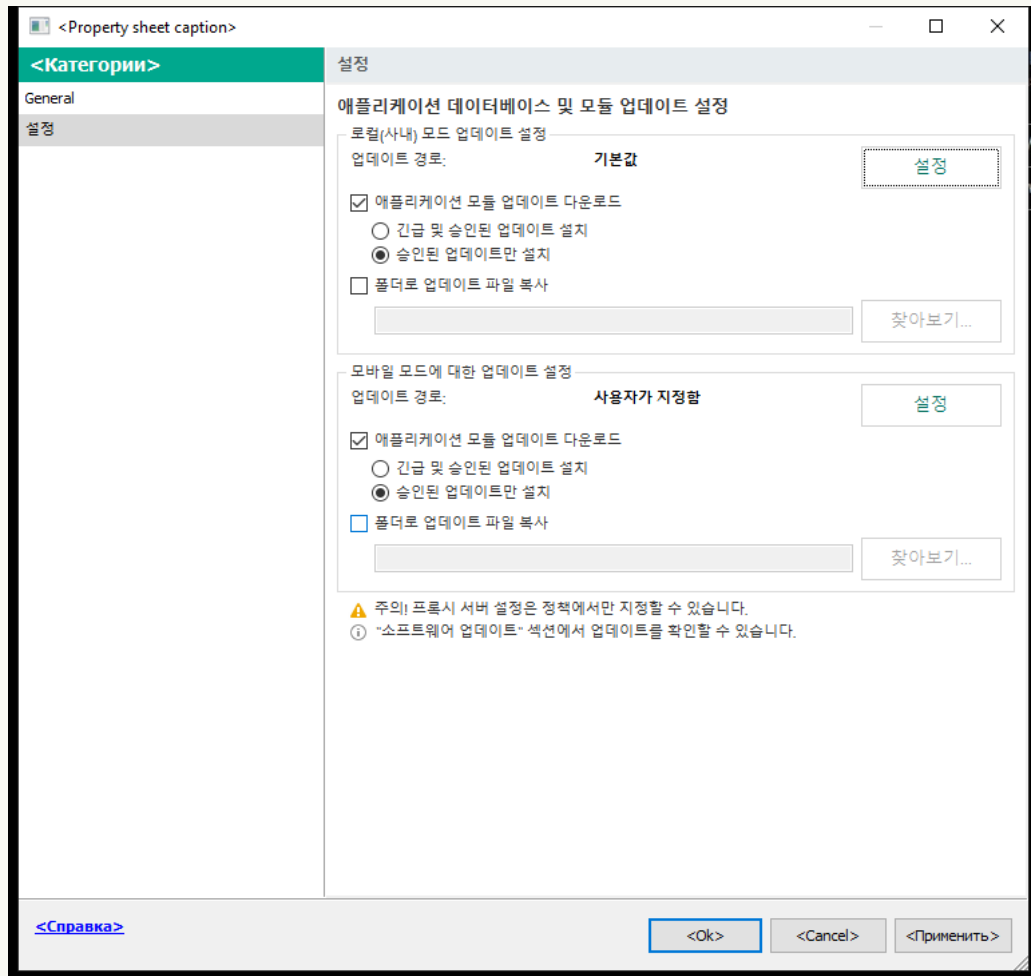 <Property sheet caption>
<Категории>
General
설정
설정
애플리케이션 데이터베이스 및 모듈 업데이트 설정
로컬(사내) 모드 업데이트 설정
업데이트 경로: 기본값 설정
애플리케이션 모듈 업데이트 다운로드
긴급 및 승인된 업데이트 설치
승인된 업데이트만 설치
폴더로 업데이트 파일 복사
찾아보기...
모바일 모드에 대한 업데이트 설정
업데이트 경로: 사용자가 지정함 설정
애플리케이션 모듈 업데이트 다운로드
긴급 및 승인된 업데이트 설치
승인된 업데이트만 설치
폴더로 업데이트 파일 복사
찾아보기...
주의! 프록시 서버 설정은 정책에서만 지정할 수 있습니다.
"소프트웨어 업데이트" 섹션에서 업데이트를 확인할 수 있습니다.
<Справка>
<Ok> <Cancel> <Применить>